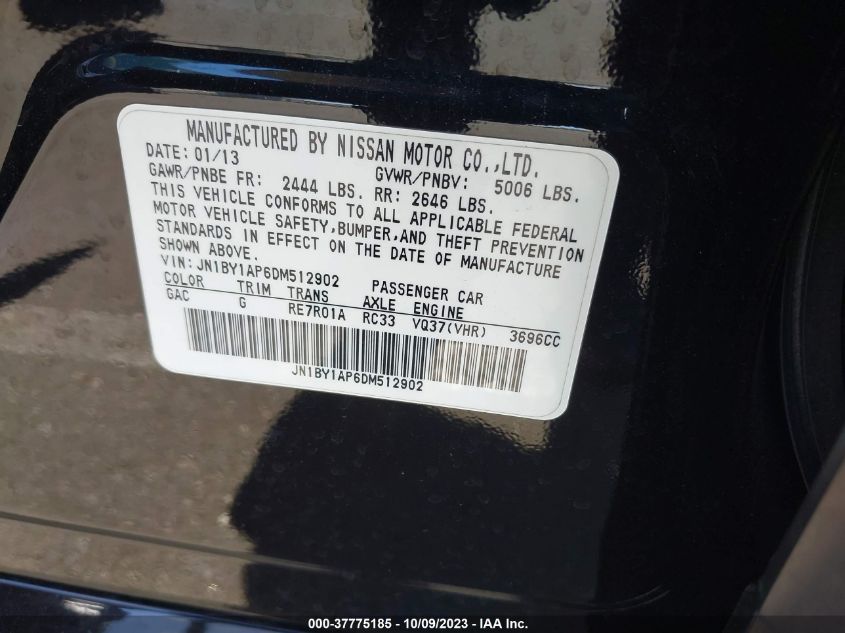 MANUFACTURED BY NISSAN MOTOR CO.,LTD.
DATE: 01/13 GVWR/PNBV: 5006 LBS.
GAWR/PNBE FR: 2444 LBS. RR: 2646 LBS.
THIS VEHICLE CONFORMS TO ALL APPLICABLE FEDERAL
MOTOR VEHICLE SAFETY,BUMPER,AND THEFT PREVENTION
STANDARDS IN EFFECT ON THE DATE OF MANUFACTURE
SHOWN ABOVE.
VIN:JN1BY1AP6DM512902 PASSENGER CAR
COLOR TRIM TRANS AXLE ENGINE
GAC G RE7R01A RC33 VQ37(VHR) 3696CC
JN1BY1AP6DM512902
000-37775185 - 10/09/2023 - IAA Inc.